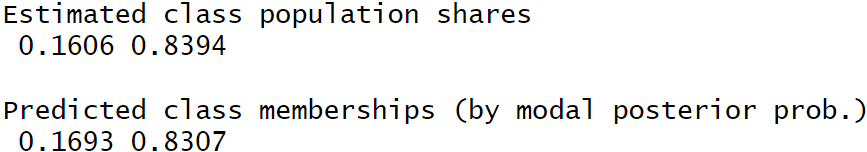 Estimated class population shares
0.1606 0.8394
Predicted class memberships (by modal posterior prob.)
0.1693 0.8307